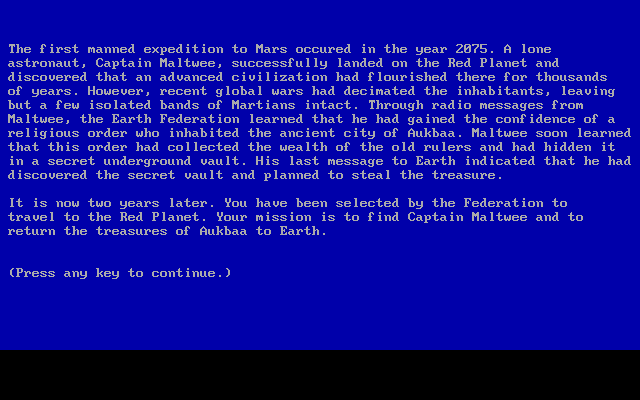 The first manned expedition to Mars occured in the year 2075. A lone
astronaut, Captain Maltwee, successfully landed on the Red Planet and
discovered that an advanced civilization had flourished there for thousands
of years. However, recent global wars had decimated the inhabitants, leaving
but a few isolated bands of Martians intact. Through radio messages from
Maltwee, the Earth Federation learned that he had gained the confidence of a
religious order who inhabited the ancient city of Aukbaa. Maltwee soon learned
that this order had collected the wealth of the old rulers and had hidden it
in a secret underground vault. His last message to Earth indicated that he had
discovered the secret vault and planned to steal the treasure.
It is now two years later. You have been selected by the Federation to
travel to the Red Planet. Your mission is to find Captain Maltwee and to
return the treasures of Aukbaa to Earth.
(Press any key to continue.)